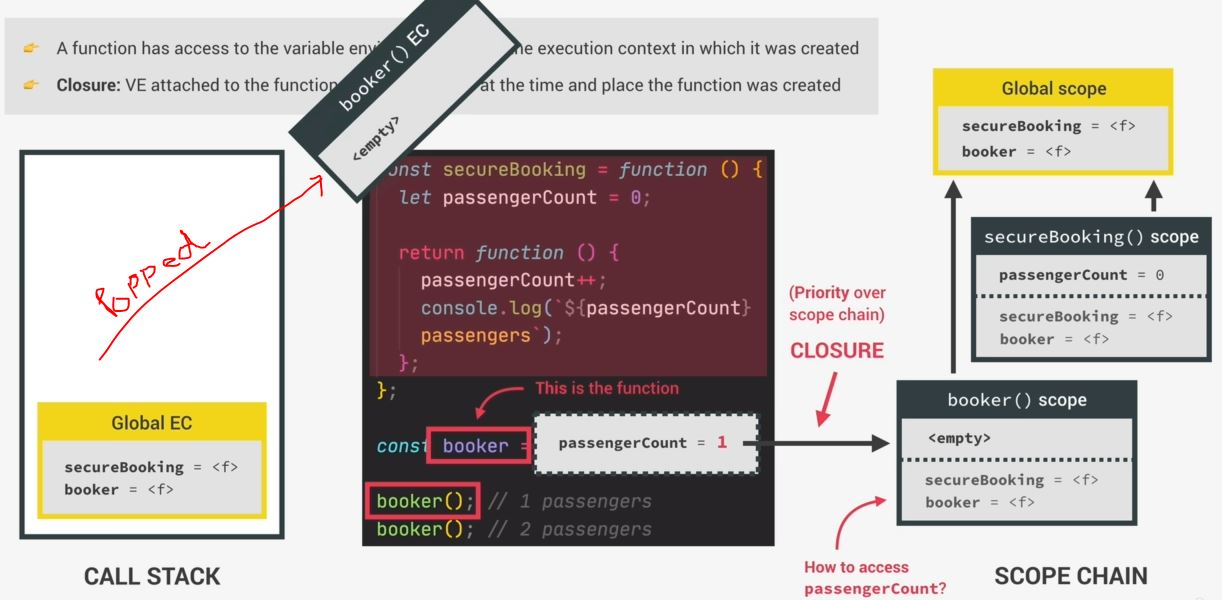 👉 A function has access to the variable envi he execution context in which it was created
👉 Closure: VE attached to the function at the time and place the function was created
booker() EC
<empty>
Popped
Global EC
secureBooking = <f>
booker = <f>
CALL STACK
onst secureBooking = function () {
let passengerCount = 0;
return function () {
passengerCount++;
console.log(`${passengerCount}
passengers`);
};
};
This is the function
const booker =
passengerCount = 1
booker(); // 1 passengers
booker(); // 2 passengers
(Priority over
scope chain)
CLOSURE
Global scope
secureBooking = <f>
booker = <f>
secureBooking() scope
passengerCount = 0
secureBooking = <f>
booker = <f>
booker() scope
<empty>
secureBooking = <f>
booker = <f>
How to access
passengerCount?
SCOPE CHAIN